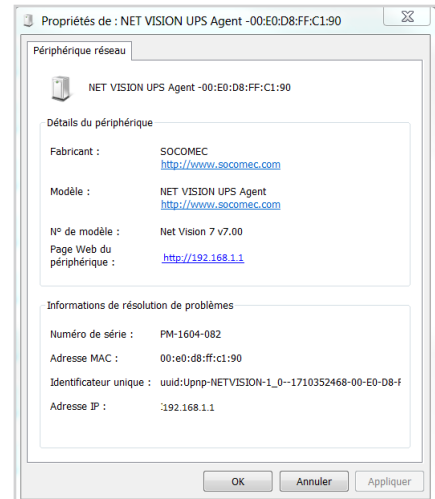 Propriétés de : NET VISION UPS Agent -00:E0:D8:FF:C1:90
Périphérique réseau
NET VISION UPS Agent -00:E0:D8:FF:C1:90
Détails du périphérique
Fabricant : SOCOMEC
http://www.socomec.com
Modèle : NET VISION UPS Agent
http://www.socomec.com
N° de modèle : Net Vision 7 v7.00
Page Web du
périphérique : http://192.168.1.1
Informations de résolution de problèmes
Numéro de série : PM-1604-082
Adresse MAC : 00:e0:d8:ff:c1:90
Identificateur unique : uuid:Upnp-NETVISION-1_0--1710352468-00-E0-D8-F
Adresse IP : 192.168.1.1
OK Annuler Appliquer